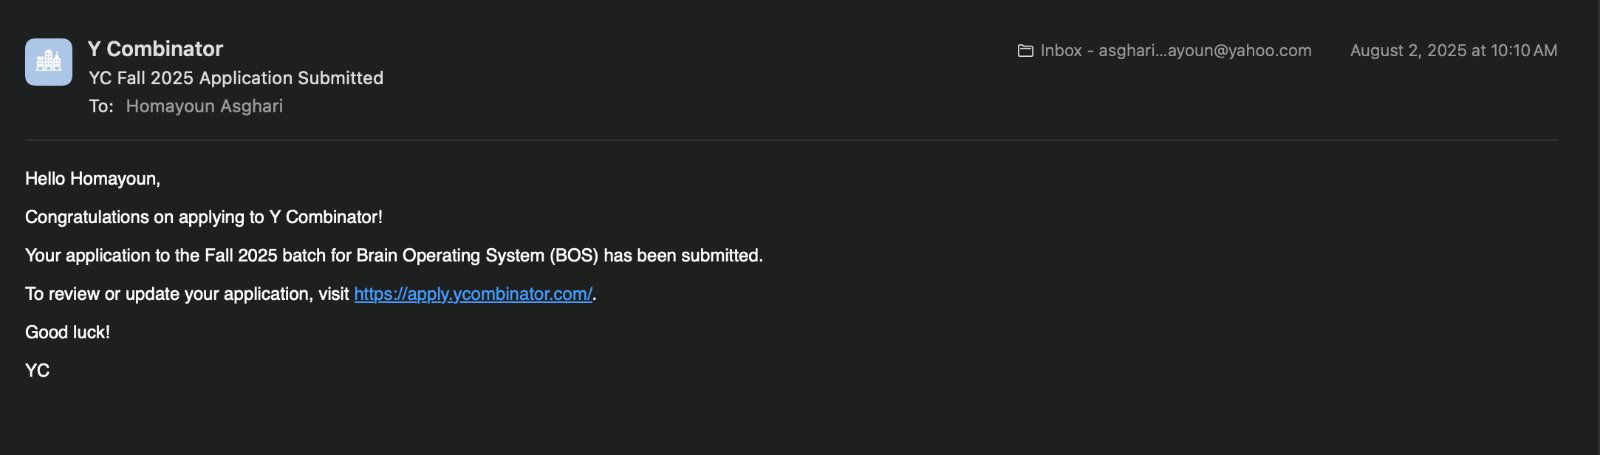 Y Combinator
Inbox - asghari...ayoun@yahoo.com
August 2, 2025 at 10:10 AM
YC Fall 2025 Application Submitted
To: Homayoun Asghari
Hello Homayoun,
Congratulations on applying to Y Combinator!
Your application to the Fall 2025 batch for Brain Operating System (BOS) has been submitted.
To review or update your application, visit https://apply.ycombinator.com/.
Good luck!
YC